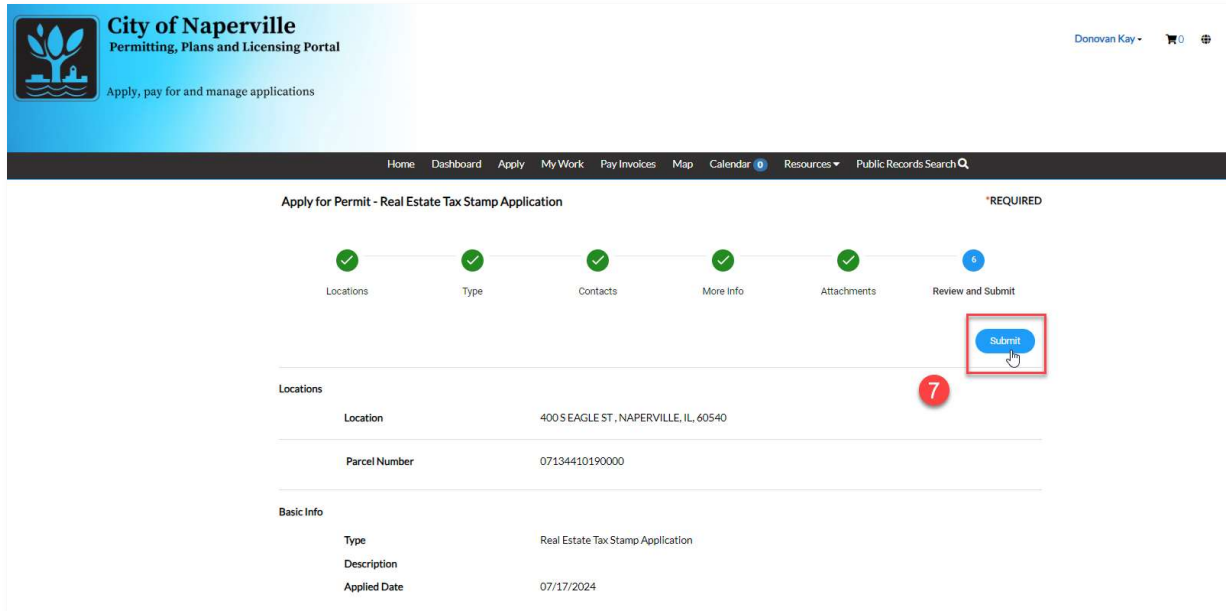 City of Naperville
Permitting, Plans and Licensing Portal
Donovan Kay
0
Apply, pay for and manage applications
Home Dashboard Apply My Work Pay Invoices Map Calendar 0 Resources Public Records Search
Apply for Permit - Real Estate Tax Stamp Application *REQUIRED
6
Locations Type Contacts More Info Attachments Review and Submit
Submit
Locations
7
Location 400 S EAGLE ST , NAPERVILLE, IL, 60540
Parcel Number 07134410190000
Basic Info
Type Real Estate Tax Stamp Application
Description
Applied Date 07/17/2024